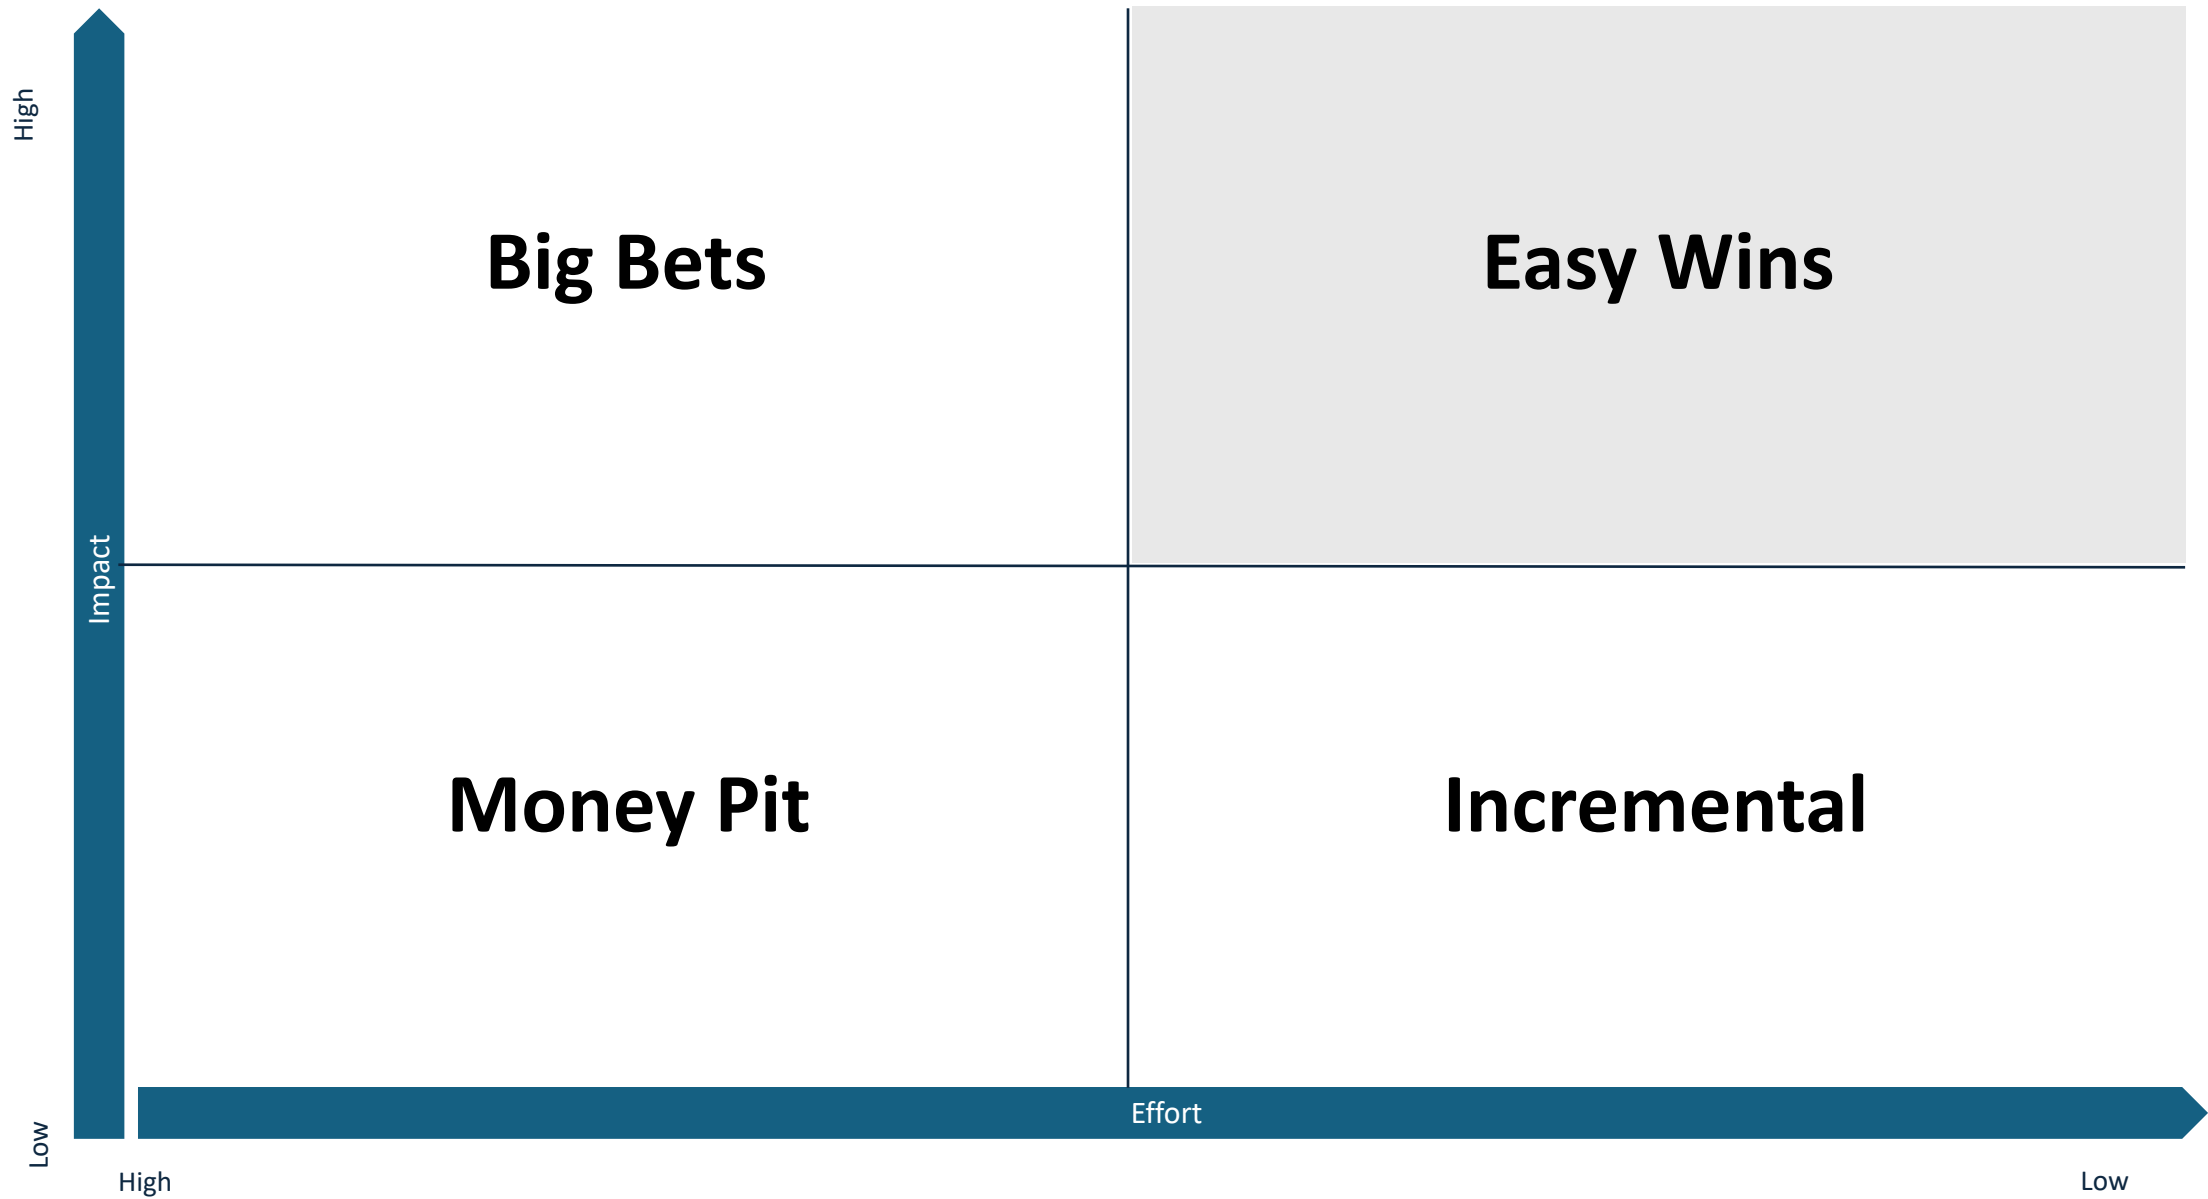 High
Big Bets
Easy Wins
Impact
Money Pit
Incremental
Effort
Low
High
Low